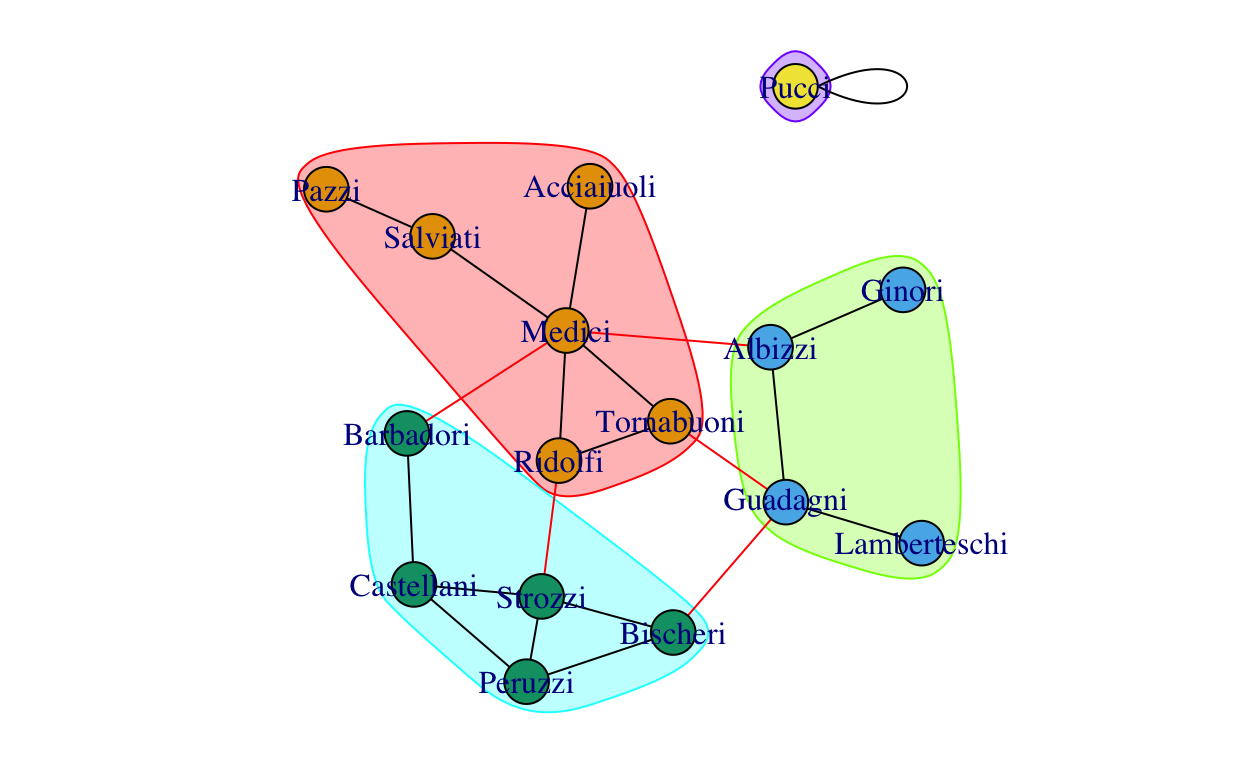 Pucci
Pazzi
Acciaiuoli
Salviati
Ginori
Medici
Albizzi
Tornabuoni
Barbadori
Ridolfi
Guadagni
Lamberteschi
Castellani
Strozzi
Bischeri
Peruzzi